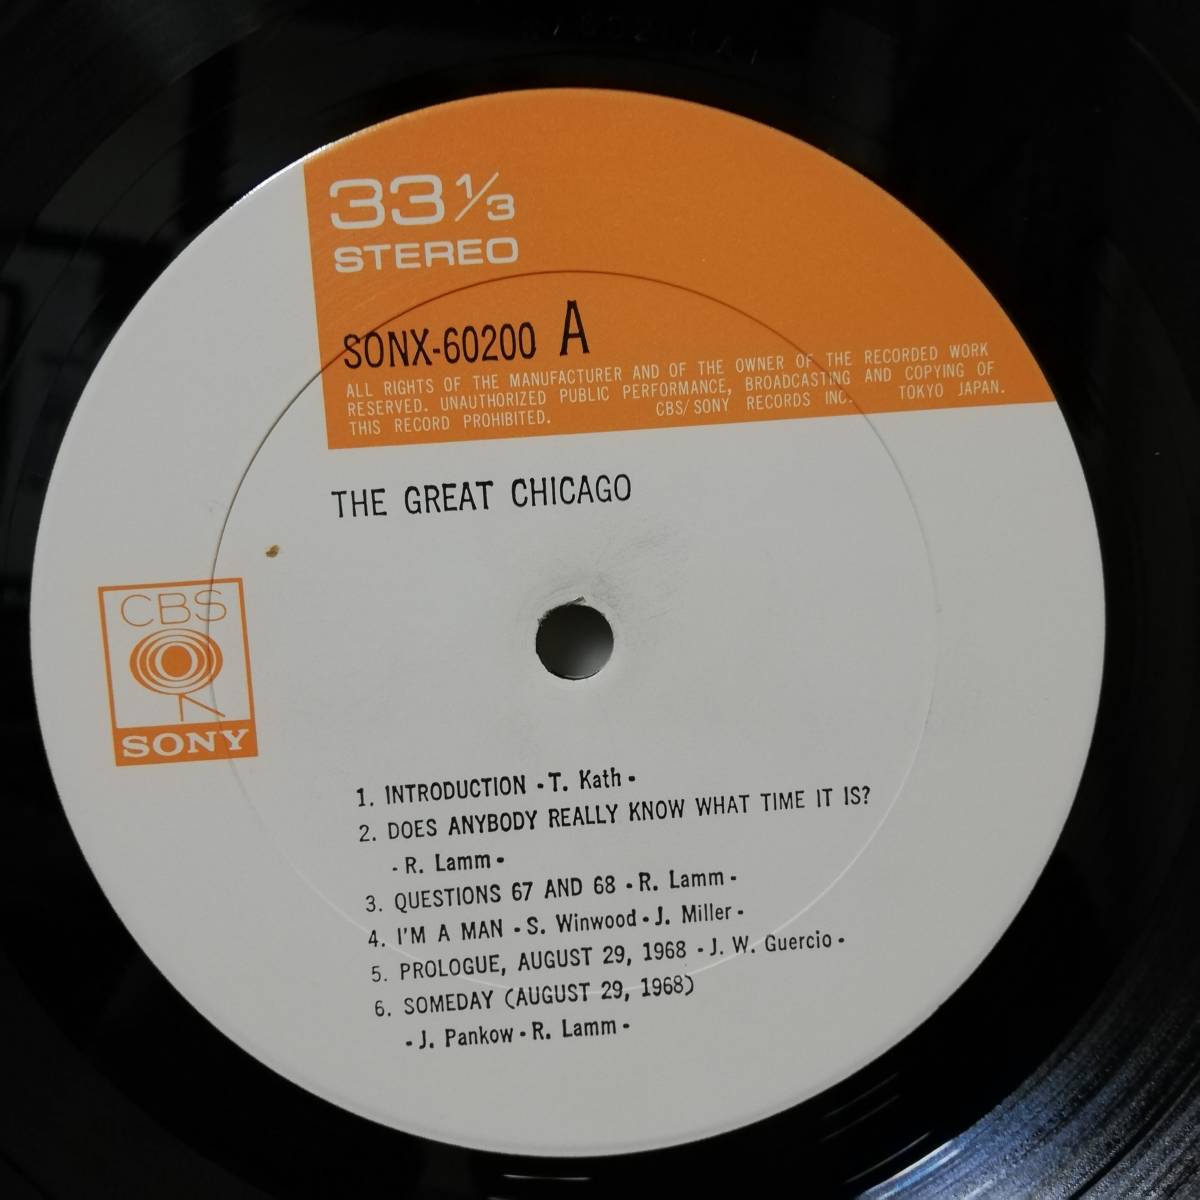 33 1/3
STEREO
SONX-60200 A
ALL RIGHTS OF THE MANUFACTURER AND OF THE OWNER OF THE RECORDED WORK
RESERVED. UNAUTHORIZED PUBLIC PERFORMANCE, BROADCASTING AND COPYING OF
THIS RECORD PROHIBITED. CBS/SONY RECORDS INC. TOKYO JAPAN.
THE GREAT CHICAGO
CBS
SONY
1. INTRODUCTION • T. Kath •
2. DOES ANYBODY REALLY KNOW WHAT TIME IT IS?
• R. Lamm •
3. QUESTIONS 67 AND 68 • R. Lamm •
4. I'M A MAN • S. Winwood • J. Miller •
5. PROLOGUE, AUGUST 29, 1968 • J. W. Guercio •
6. SOMEDAY (AUGUST 29, 1968)
• J. Pankow • R. Lamm •